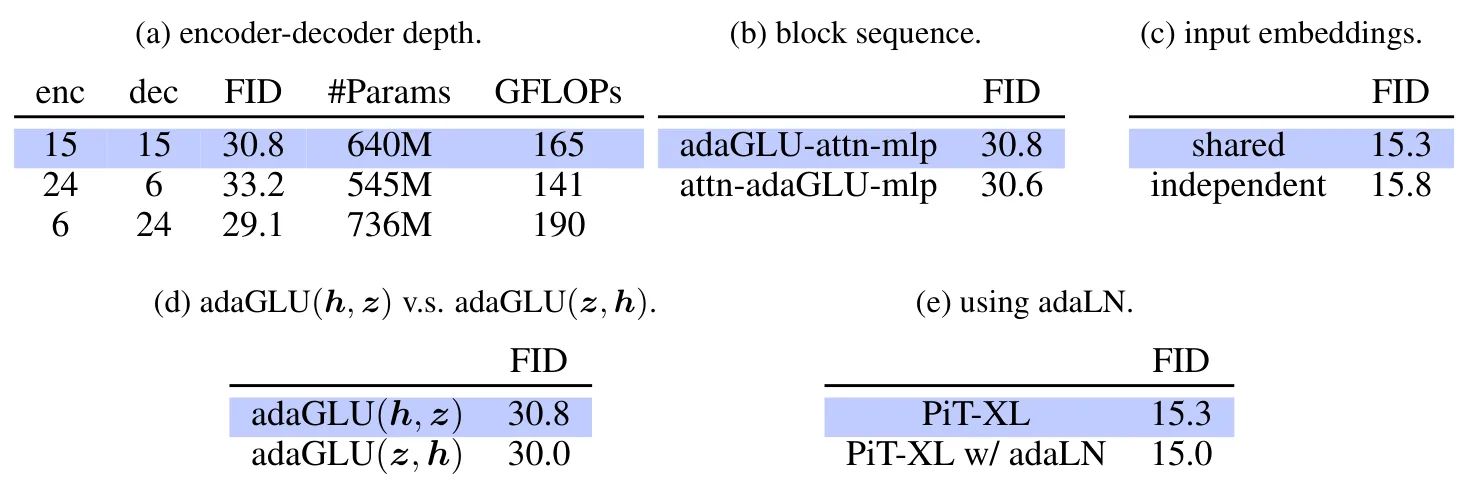 (a) encoder-decoder depth.
enc dec FID #Params GFLOPs
15 15 30.8 640M 165
24 6 33.2 545M 141
6 24 29.1 736M 190
(b) block sequence.
FID
adaGLU-attn-mlp 30.8
attn-adaGLU-mlp 30.6
(c) input embeddings.
FID
shared 15.3
independent 15.8
(d) adaGLU(h, z) v.s. adaGLU(z, h).
FID
adaGLU(h, z) 30.8
adaGLU(z, h) 30.0
(e) using adaLN.
FID
PiT-XL 15.3
PiT-XL w/ adaLN 15.0